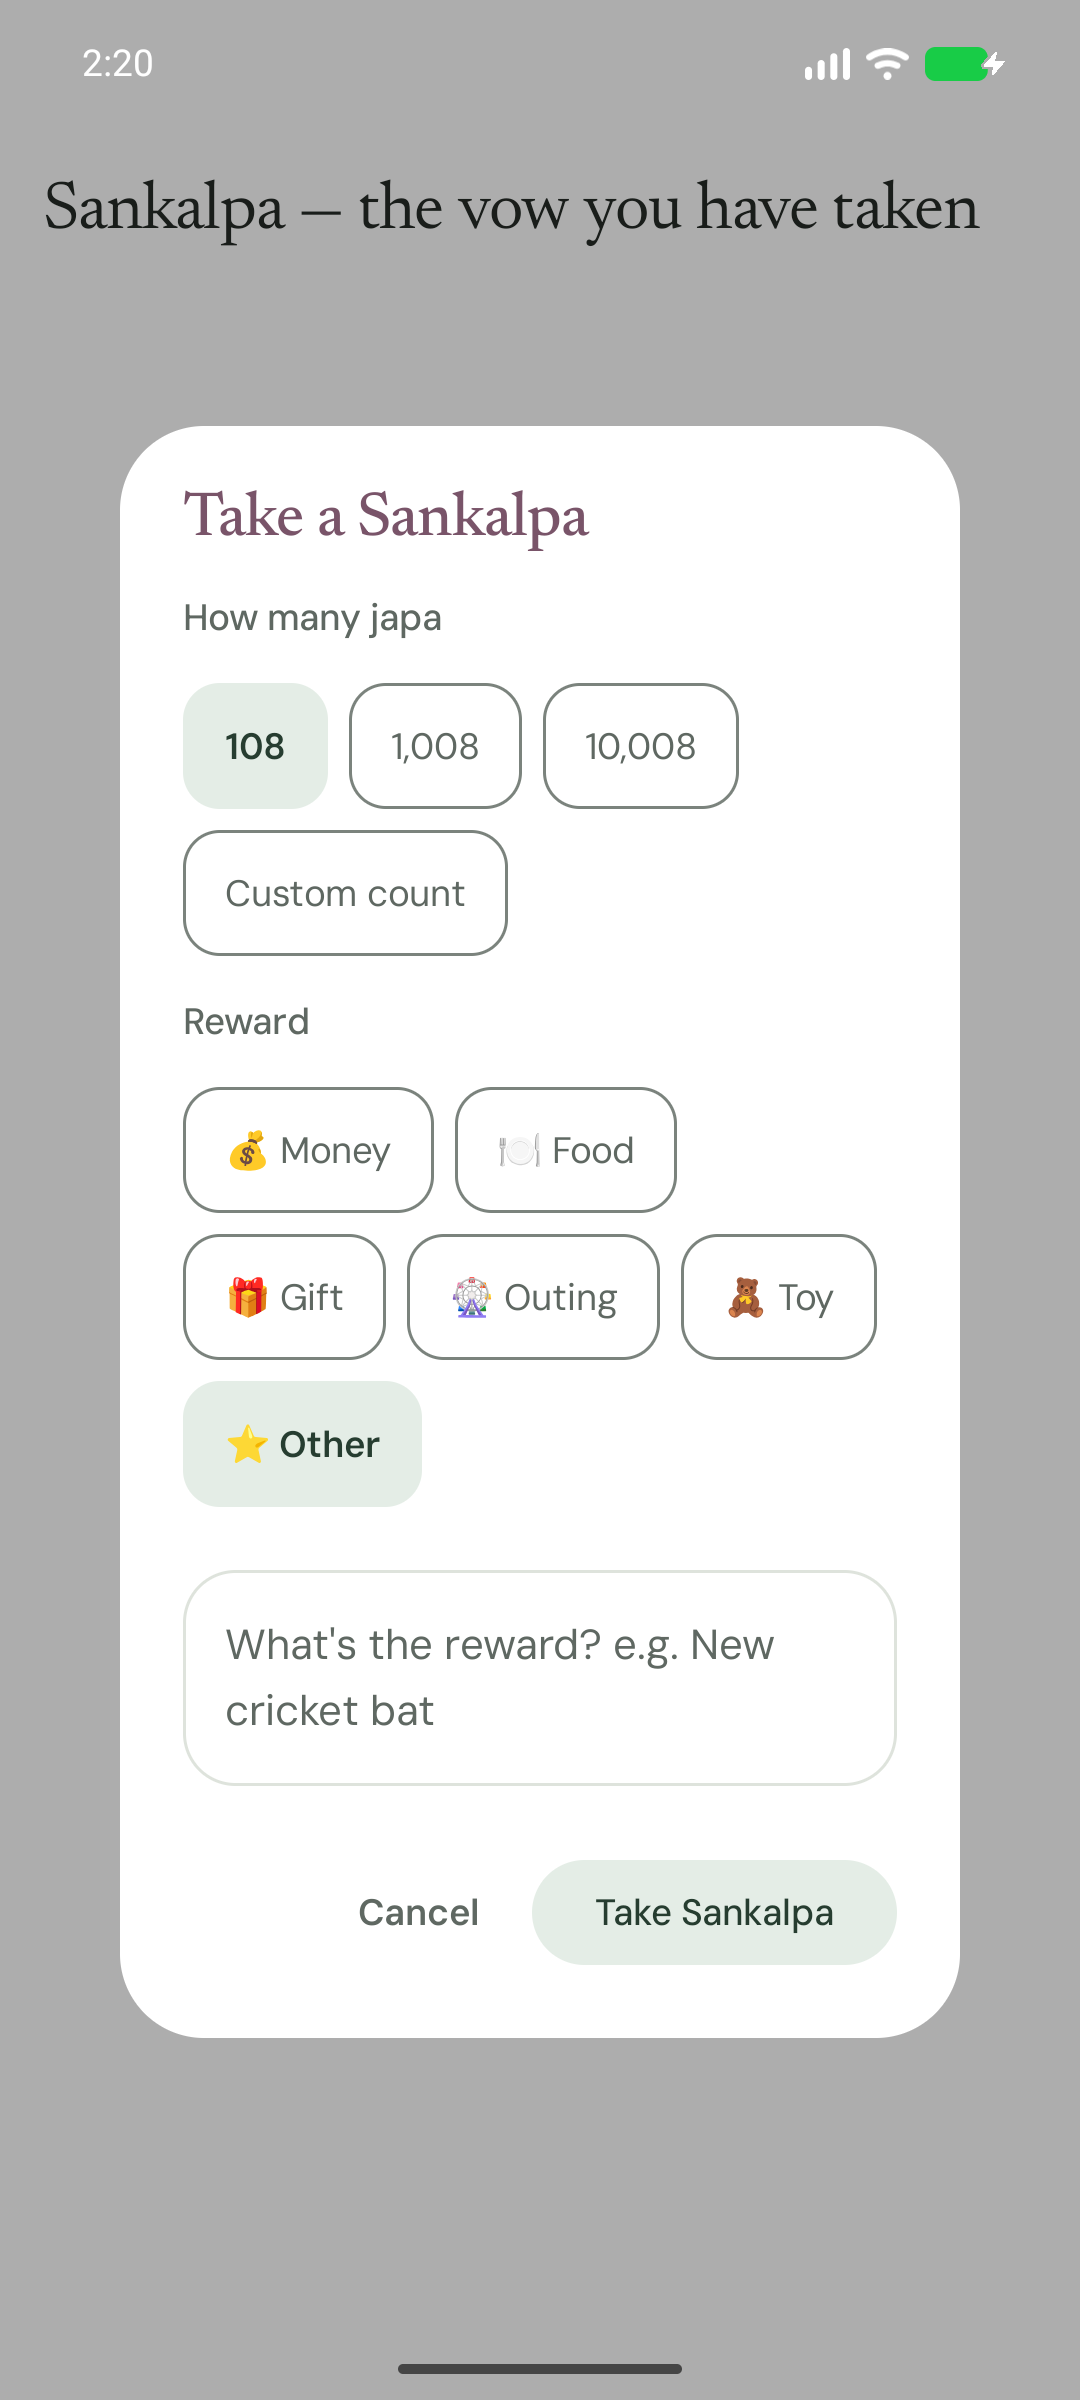 2:20
Sankalpa — the vow you have taken
Take a Sankalpa
How many japa
108 1,008 10,008
Custom count
Reward
💰 Money 🍽️ Food
🎁 Gift 🎡 Outing 🧸 Toy
⭐ Other
What's the reward? e.g. New
cricket bat
Cancel Take Sankalpa